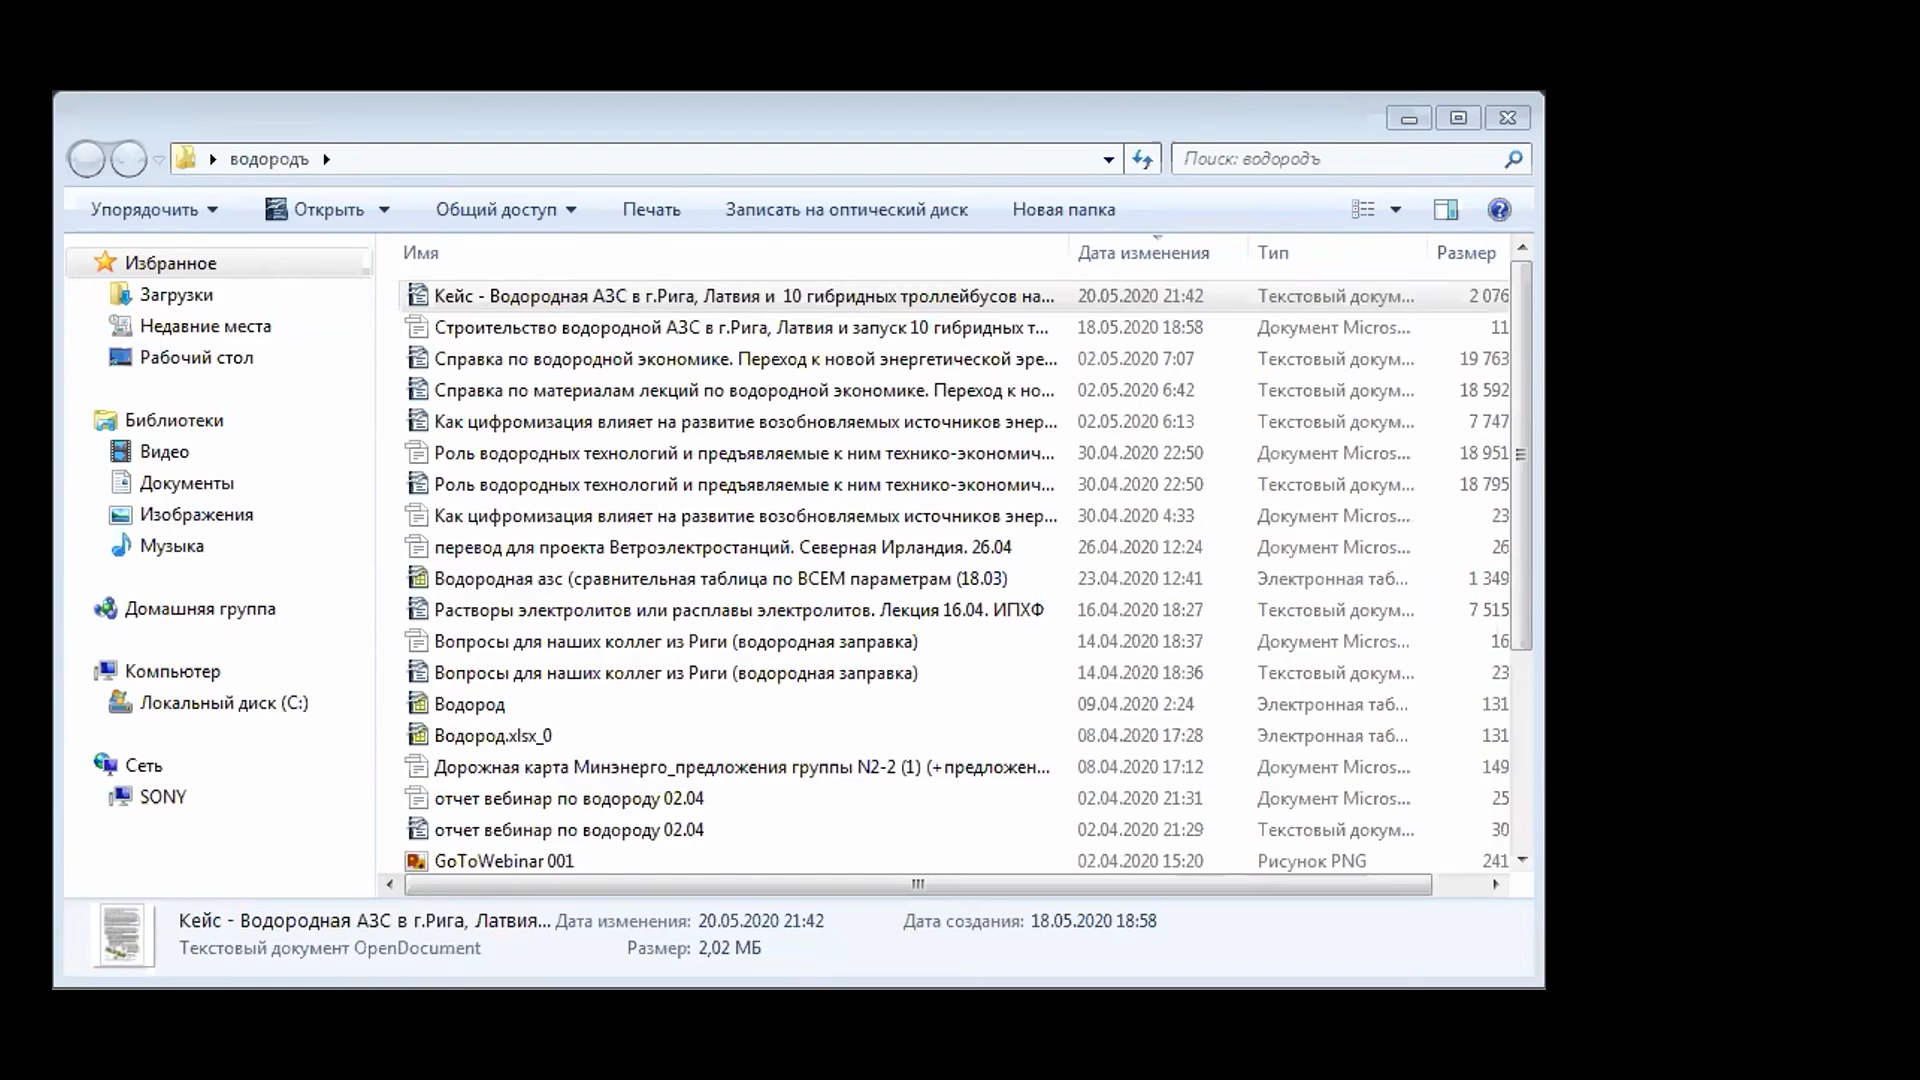 водородъ
Поиск: водородъ
Упорядочить Открыть Общий доступ Печать Записать на оптический диск Новая папка
Имя Дата изменения Тип Размер
Избранное
Загрузки
Недавние места
Рабочий стол
Библиотеки
Видео
Документы
Изображения
Музыка
Домашняя группа
Компьютер
Локальный диск (C:)
Сеть
SONY
Кейс - Водородная АЗС в г.Рига, Латвия и 10 гибридных троллейбусов на... 20.05.2020 21:42 Текстовый докум... 2 076
Строительство водородной АЗС в г.Рига, Латвия и запуск 10 гибридных т... 18.05.2020 18:58 Документ Micros... 11
Справка по водородной экономике. Переход к новой энергетической эре... 02.05.2020 7:07 Текстовый докум... 19 763
Справка по материалам лекций по водородной экономике. Переход к но... 02.05.2020 6:42 Текстовый докум... 18 592
Как цифромизация влияет на развитие возобновляемых источников энер... 02.05.2020 6:13 Текстовый докум... 7 747
Роль водородных технологий и предъявляемые к ним технико-экономич... 30.04.2020 22:50 Документ Micros... 18 951
Роль водородных технологий и предъявляемые к ним технико-экономич... 30.04.2020 22:50 Текстовый докум... 18 795
Как цифромизация влияет на развитие возобновляемых источников энер... 30.04.2020 4:33 Документ Micros... 23
перевод для проекта Ветроэлектростанций. Северная Ирландия. 26.04 26.04.2020 12:24 Документ Micros... 26
Водородная азс (сравнительная таблица по ВСЕМ параметрам (18.03) 23.04.2020 12:41 Электронная таб... 1 349
Растворы электролитов или расплавы электролитов. Лекция 16.04. ИПХФ 16.04.2020 18:27 Текстовый докум... 7 515
Вопросы для наших коллег из Риги (водородная заправка) 14.04.2020 18:37 Документ Micros... 16
Вопросы для наших коллег из Риги (водородная заправка) 14.04.2020 18:36 Текстовый докум... 23
Водород 09.04.2020 2:24 Электронная таб... 131
Водород.xlsx_0 08.04.2020 17:28 Электронная таб... 131
Дорожная карта Минэнерго_предложения группы N2-2 (1) (+предложен... 08.04.2020 17:12 Документ Micros... 149
отчет вебинар по водороду 02.04 02.04.2020 21:31 Документ Micros... 25
отчет вебинар по водороду 02.04 02.04.2020 21:29 Текстовый докум... 30
GoToWebinar 001 02.04.2020 15:20 Рисунок PNG 241
Кейс - Водородная АЗС в г.Рига, Латвия... Дата изменения: 20.05.2020 21:42 Дата создания: 18.05.2020 18:58
Текстовый документ OpenDocument Размер: 2,02 МБ